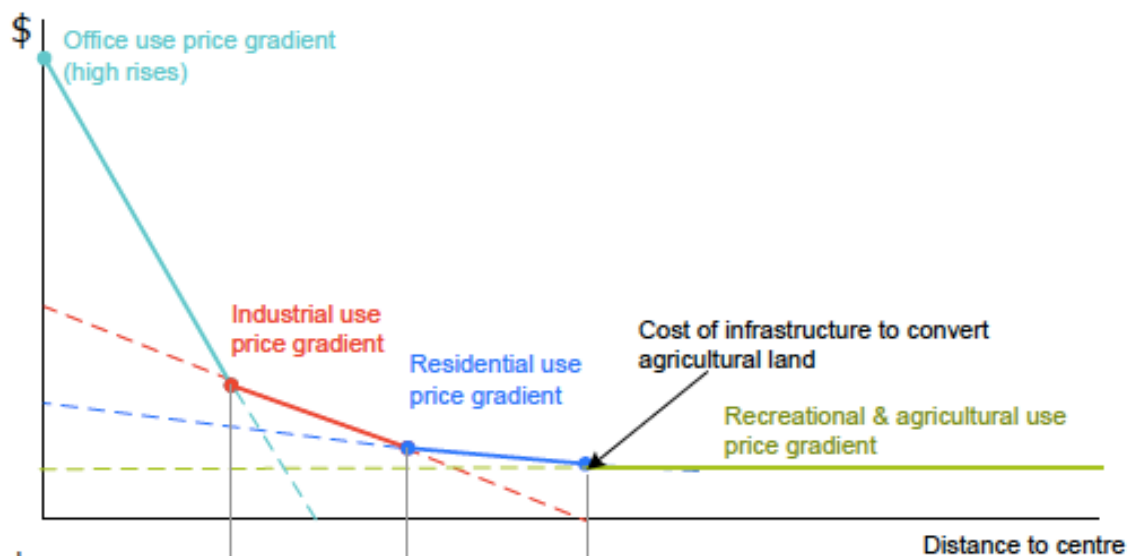 $
Office use price gradient
(high rises)
Industrial use
price gradient
Residential use
price gradient
Cost of infrastructure to convert
agricultural land
Recreational & agricultural use
price gradient
Distance to centre